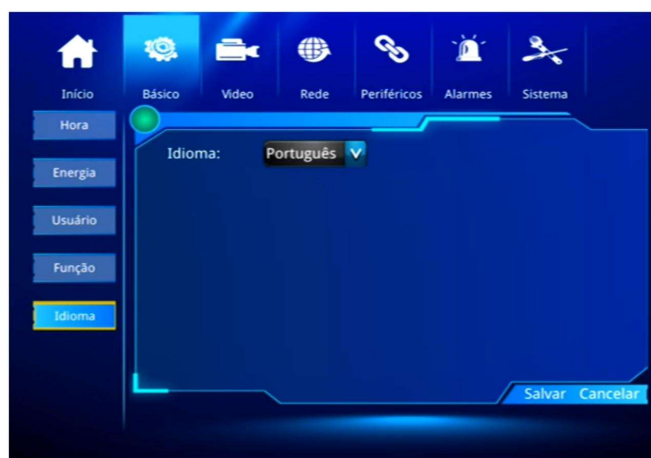 Início Básico Video Rede Periféricos Alarmes Sistema
Hora
Idioma: Português
Energia
Usuário
Função
Idioma
Salvar Cancelar